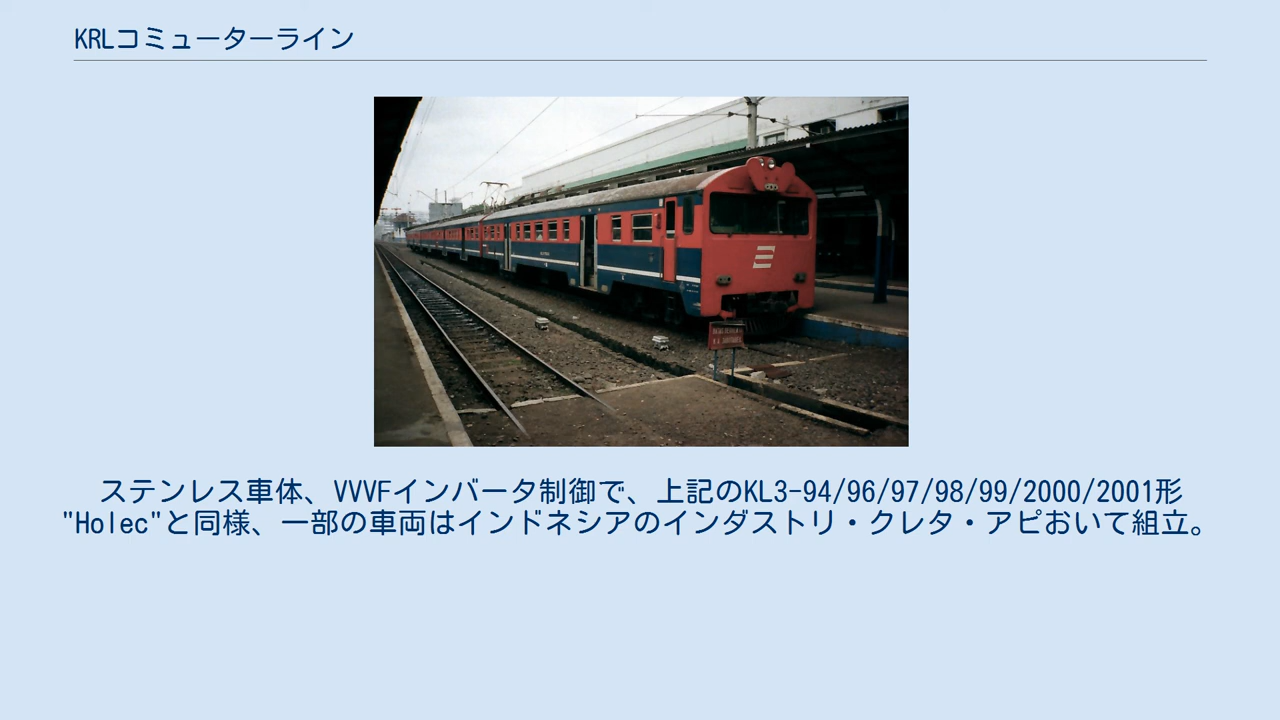 KRLコミューターライン
ステンレス車体、VVVFインバータ制御で、上記のKL3-94/96/97/98/99/2000/2001形
"Holec"と同様、一部の車両はインドネシアのインダストリ・クレタ・アピおいて組立。